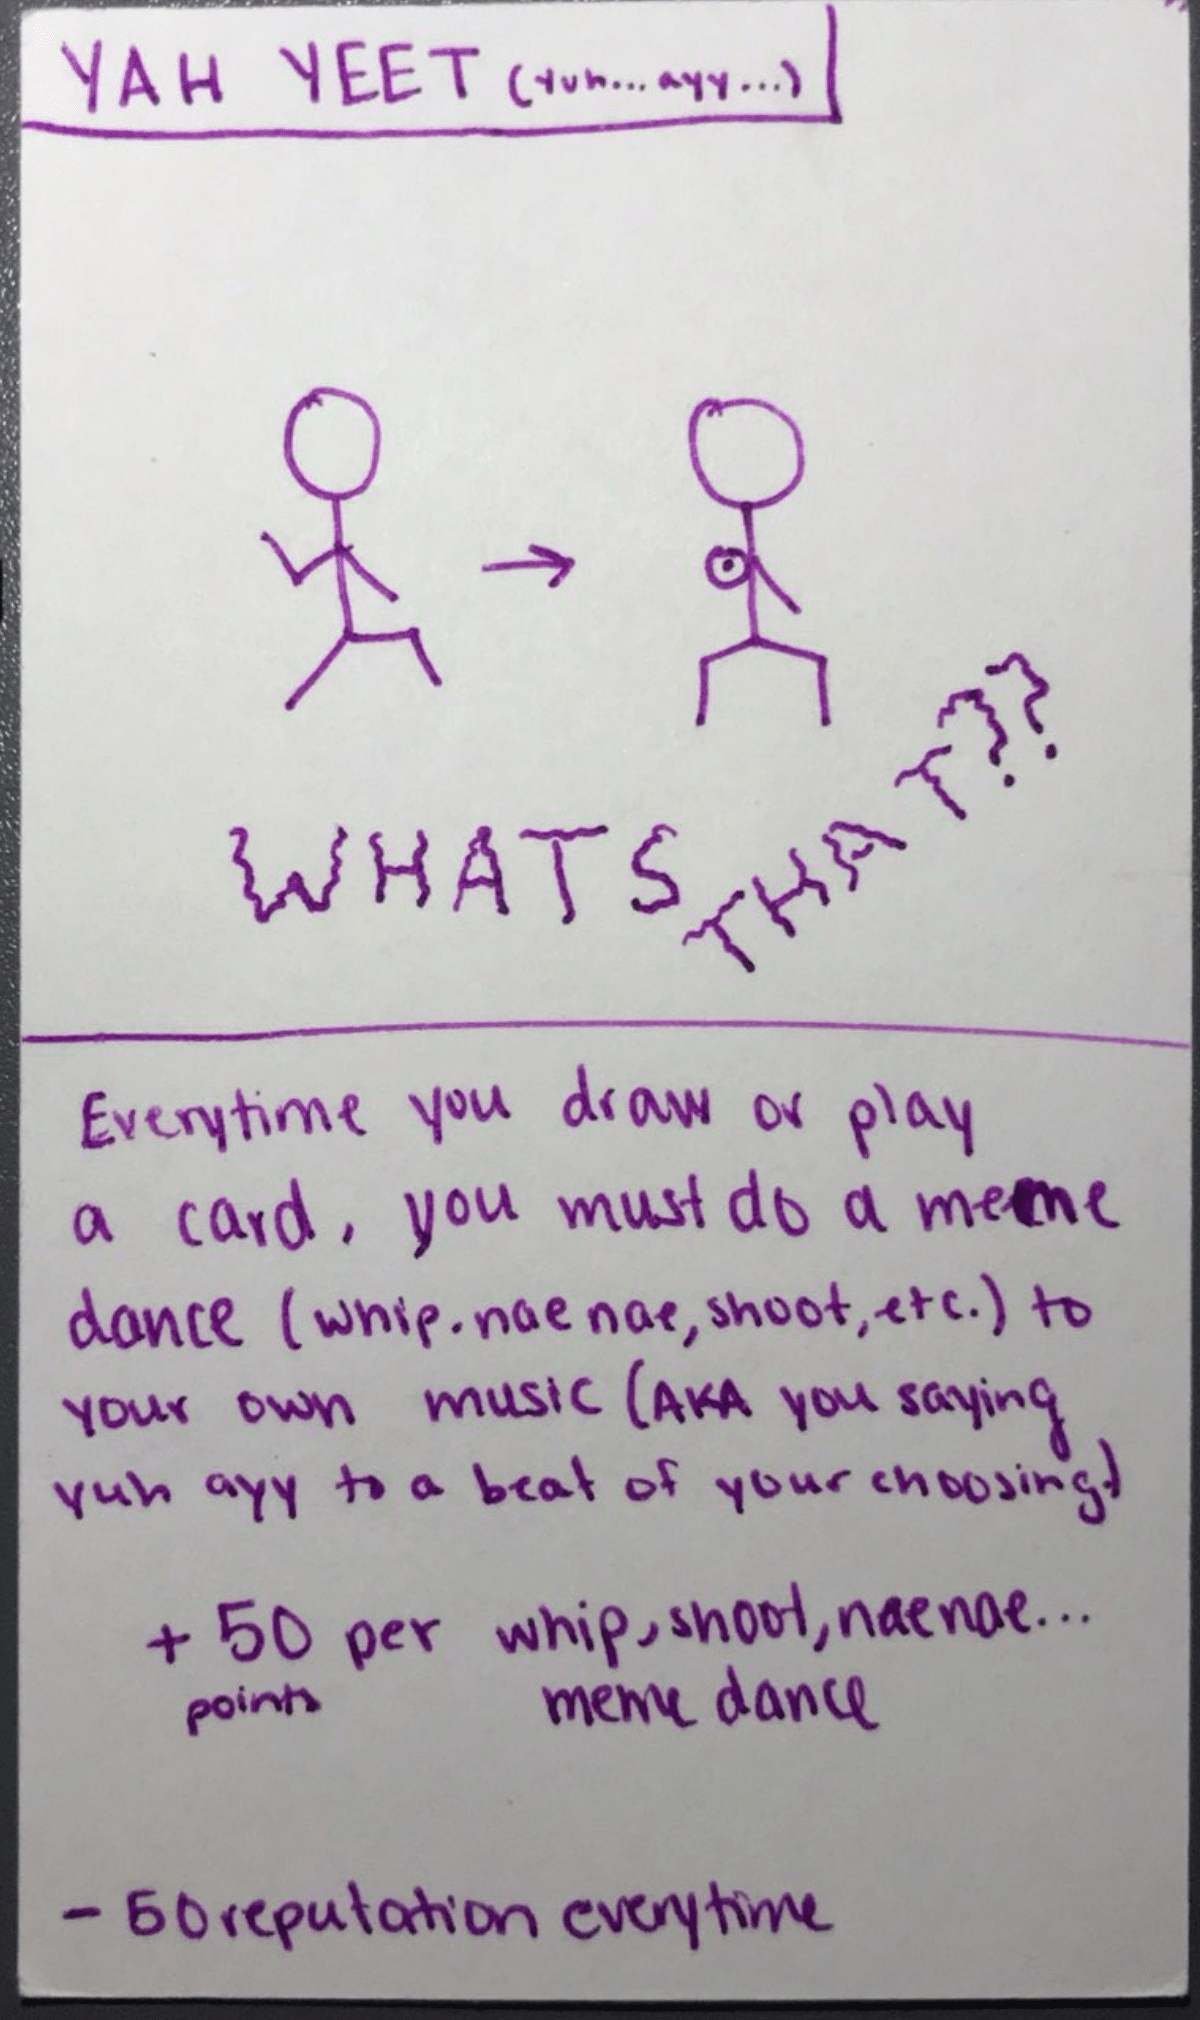 YAH YEET (yuh...ayy...)
WHATS THAT??
Everytime you draw or play
a card, you must do a meme
dance (whip.nae nae, shoot, etc.) to
your own music (AKA you saying
yuh ayy to a beat of your choosing)
+ 50 per whip, shoot, naenae...
points meme dance
- 50 reputation everytime